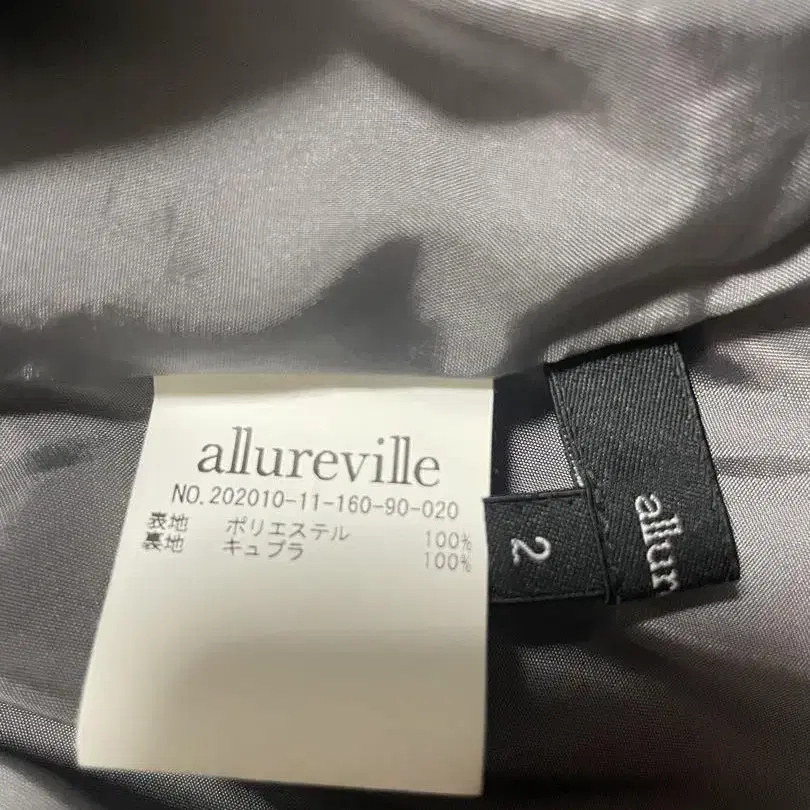 allureville
NO.202010-11-160-90-020
表地 ポリエステル 100%
裏地 キュプラ 100%
2
allur